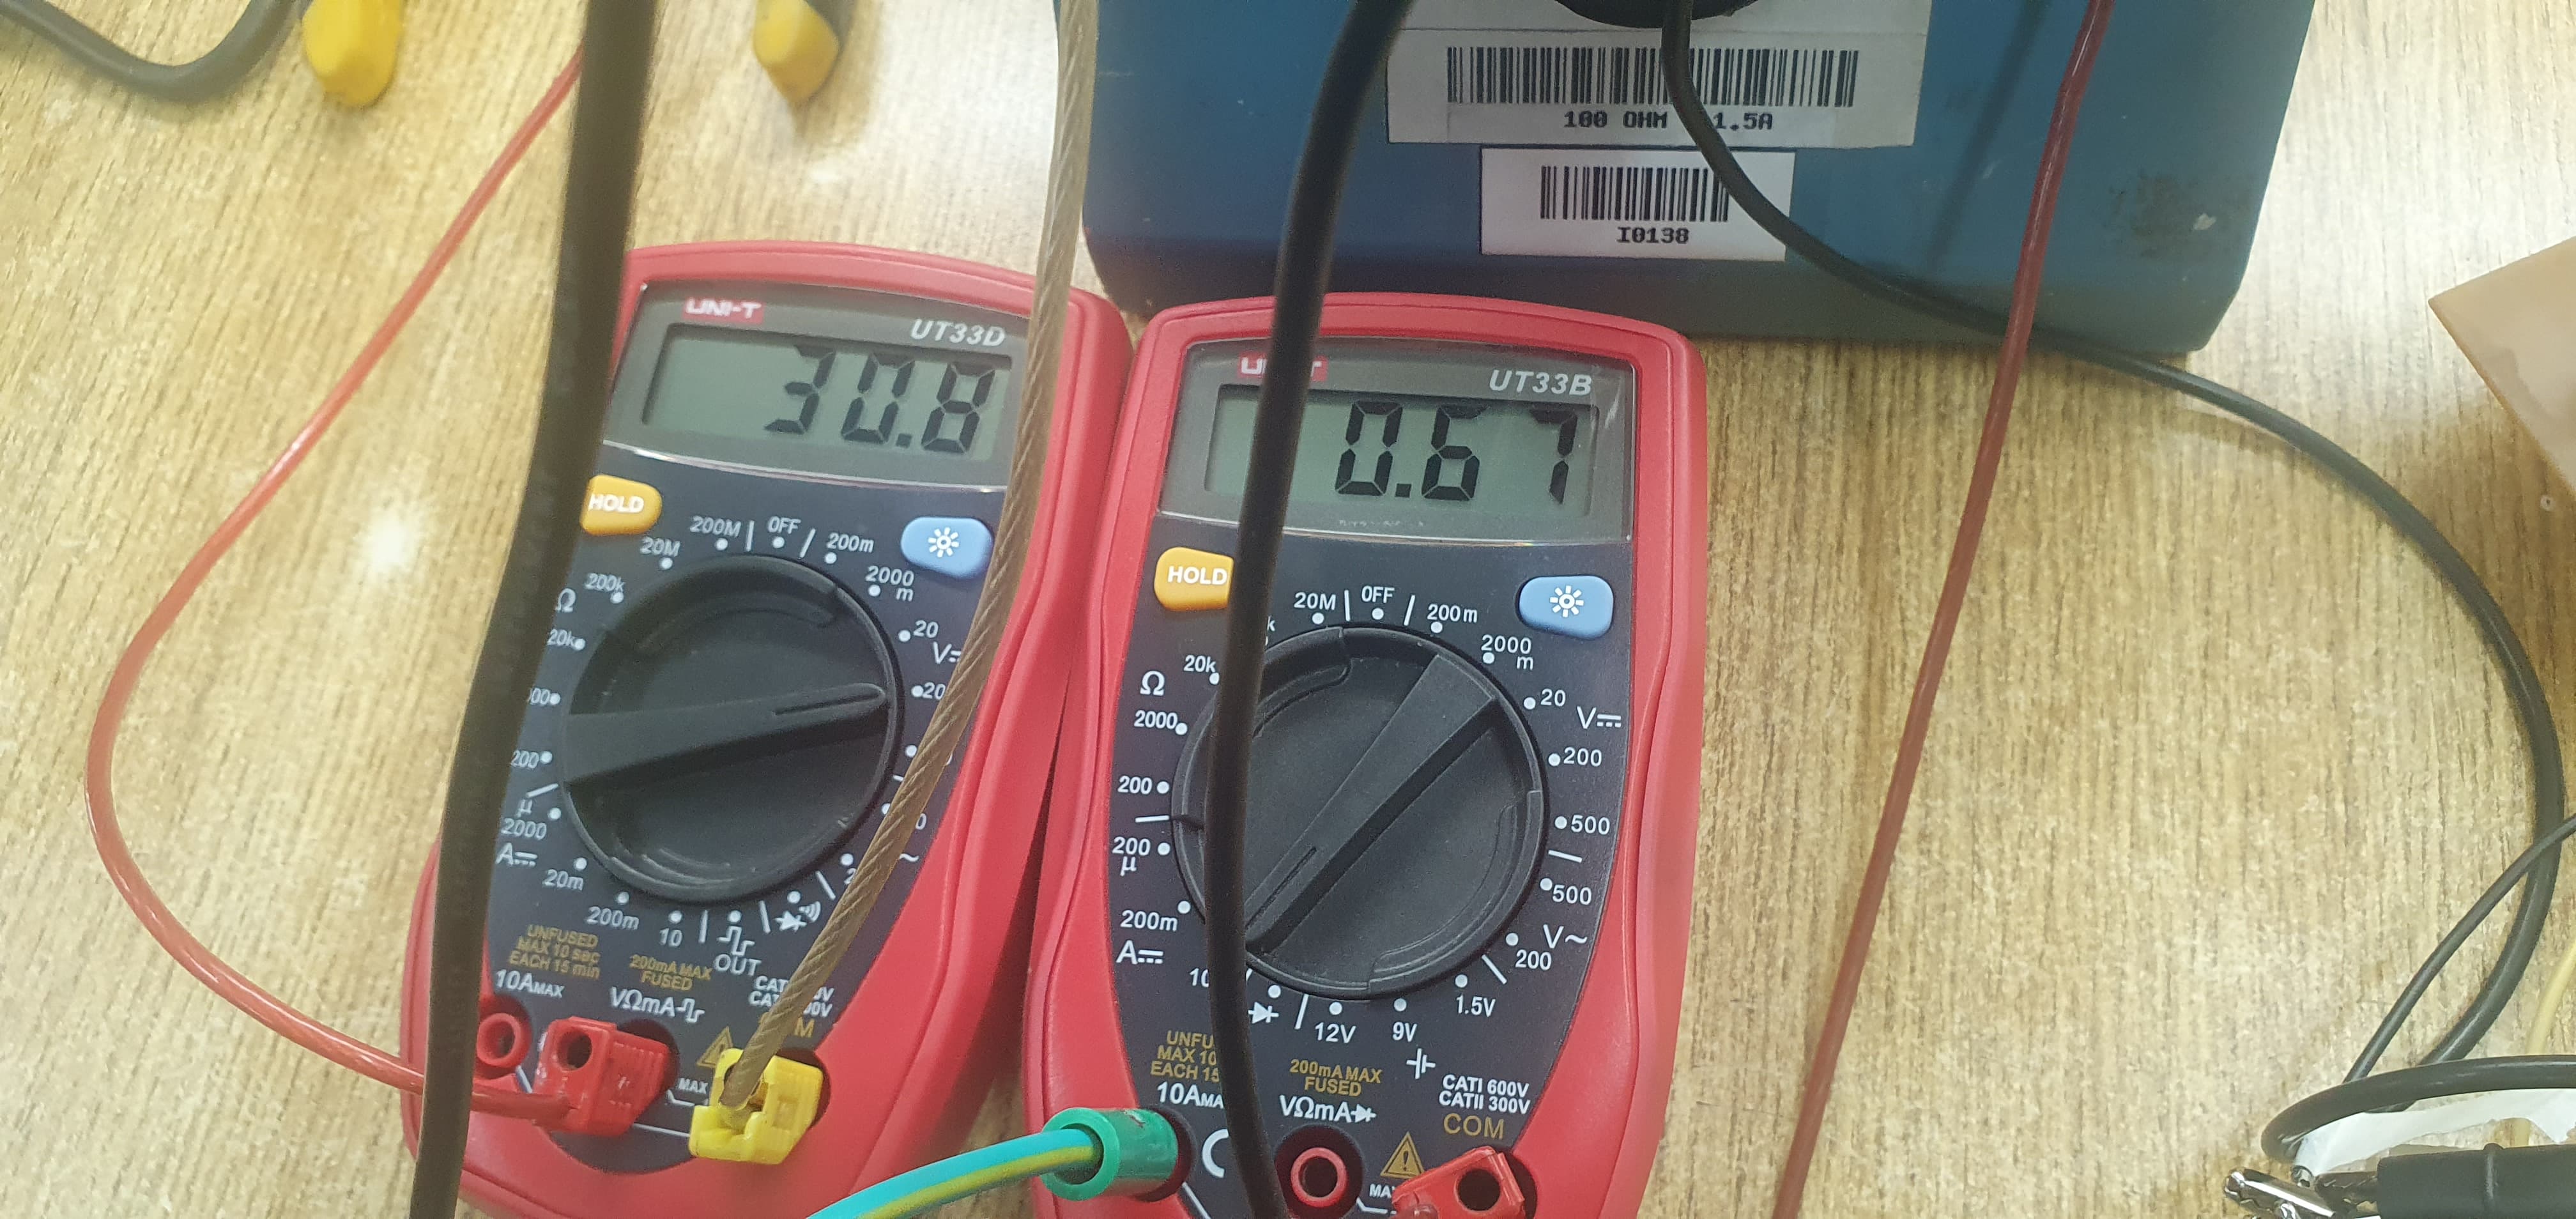 100 OHM 1.5A
I0138
UNI-T
UT33D
30.8
HOLD
200M
OFF
200m
20M
2000
m
200k
Ω
20
20k
V
200
μ
2000
A
20m
200m
10
OUT
UNFUSED
MAX 10 sec
EACH 15 min
200mA MAX
FUSED
10AMAX
VΩmA
MAX
UT33B
0.67
HOLD
20M
OFF
200m
2000
m
20k
20
Ω
V
2000
200
200
500
200
μ
500
200m
V~
200
A
1.5V
12V
9V
200mA MAX
FUSED
CATI 600V
CATII 300V
VΩmA
COM